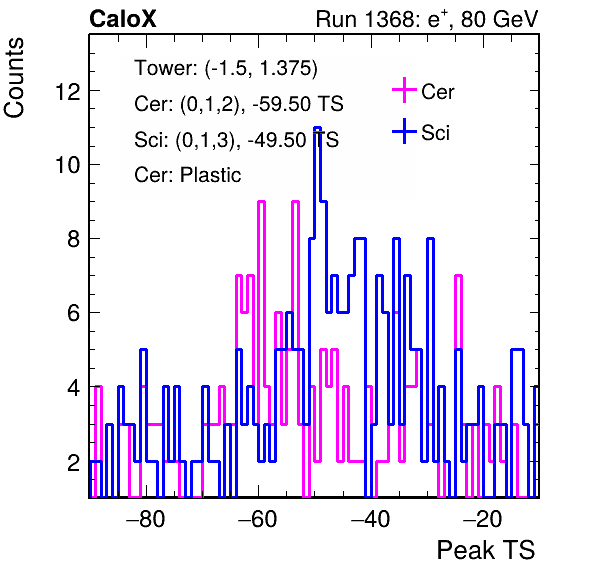 CaloX Run 1368: e⁺, 80 GeV
Counts
Tower: (-1.5, 1.375)
Cer: (0,1,2), -59.50 TS
Sci: (0,1,3), -49.50 TS
Cer: Plastic
Cer
Sci
12
10
8
6
4
2
−80 −60 −40 −20
Peak TS